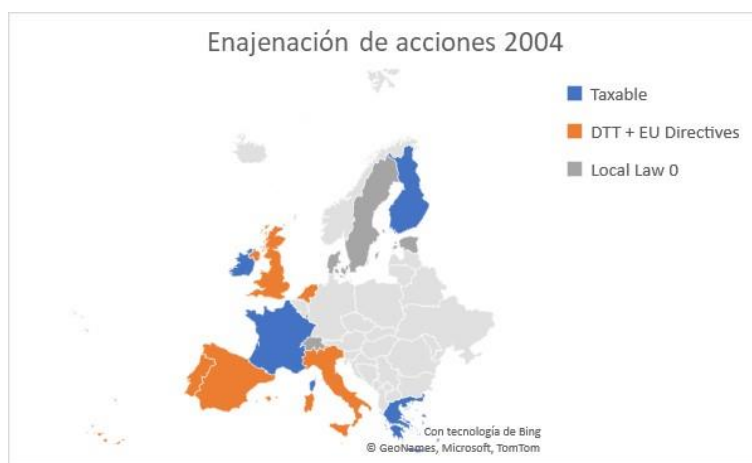 Enajenación de acciones 2004
Taxable
DTT + EU Directives
Local Law 0
Con tecnología de Bing
© GeoNames, Microsoft, TomTom